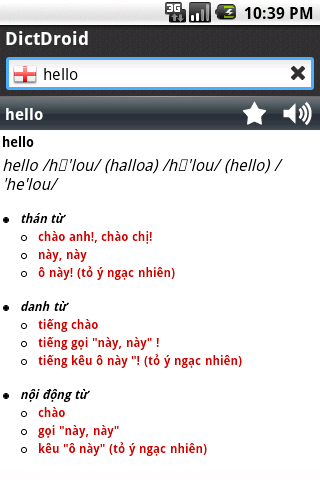 3G 10:39 PM
DictDroid
hello
hello
hello
hello /h▯'lou/ (halloa) /h▯'lou/ (hello) /
'he'lou/
thán từ
chào anh!, chào chị!
này, này
ô này! (tỏ ý ngạc nhiên)
danh từ
tiếng chào
tiếng gọi "này, này" !
tiếng kêu ô này "! (tỏ ý ngạc nhiên)
nội động từ
chào
gọi "này, này"
kêu "ô này" (tỏ ý ngạc nhiên)